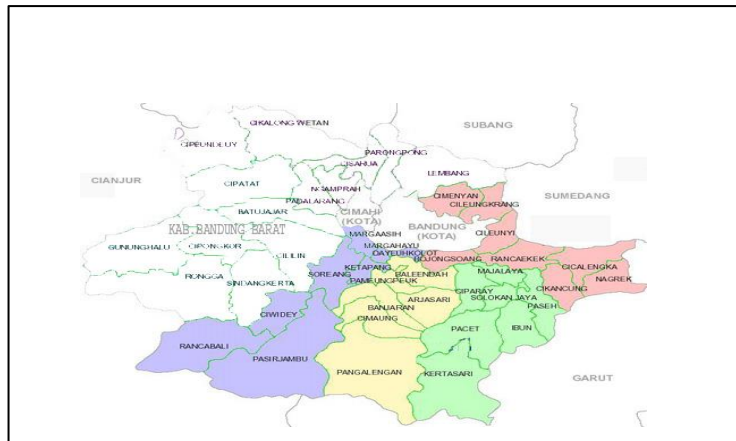 CIKALONG WETAN
SUBANG
CIPEUNDEUY
PARONGPONG
CISARUA
LEMBANG
CIANJUR
CIPATAT
NGAMPRAH
CIMENYAN
SUMEDANG
PADALARANG
CILEUNGKRANG
BATUJAJAR
CIMAHI
(KOTA)
BANDUNG
(KOTA)
KAB.BANDUNG BARAT
MARGAASIH
CILEUNYI
GUNUNGHALU
CIPONGKOR
MARGAHAYU
DAYEUHKOLOT
CILILIN
BOJONGSOANG
RANCAEKEK
KETAPANG
MAJALAYA
CICALENGKA
RONGGA
SOREANG
BALEENDAH
NAGREK
SINDANGKERTA
PAMEUNGPEUK
CIPARAY
CIKANCUNG
ARJASARI
SOLOKAN JAYA
PASEH
BANJARAN
CIWIDEY
CIMAUNG
PACET
IBUN
RANCABALI
PASIRJAMBU
PANGALENGAN
KERTASARI
GARUT